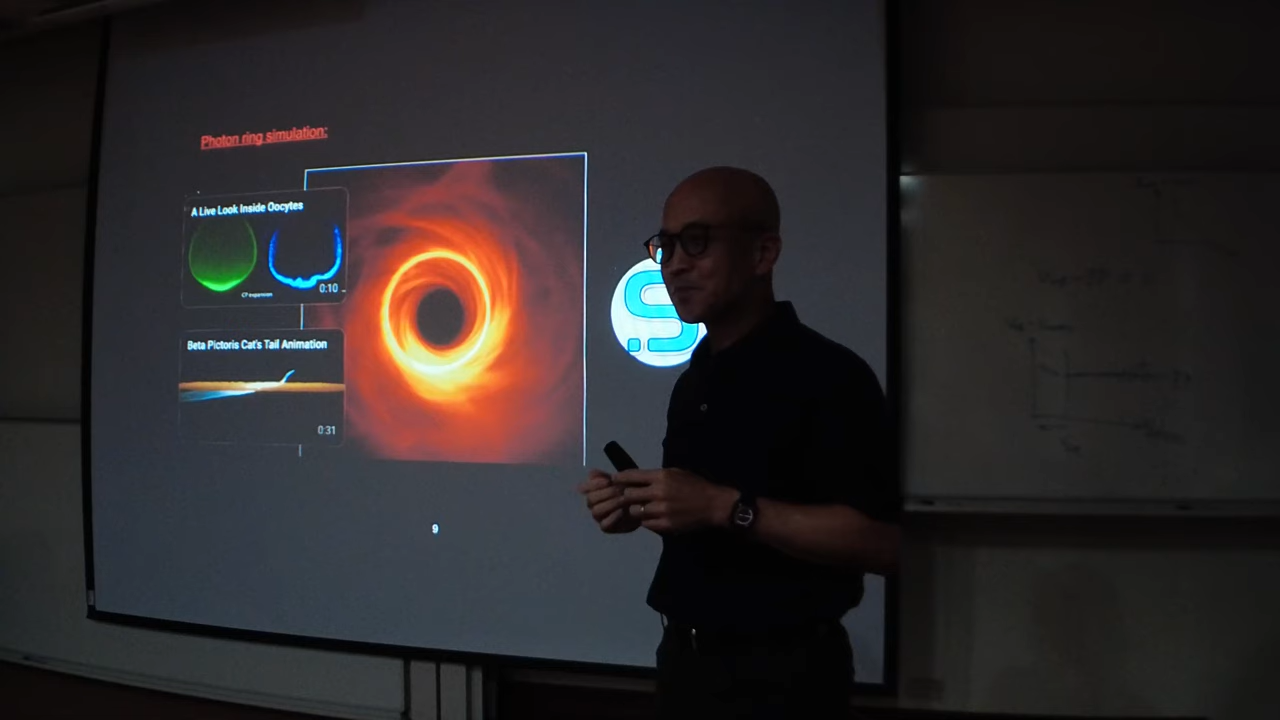 Photon ring simulation:
A Live Look Inside Oocytes
0:10
Beta Pictoris Cat's Tail Animation
0:31
S
9